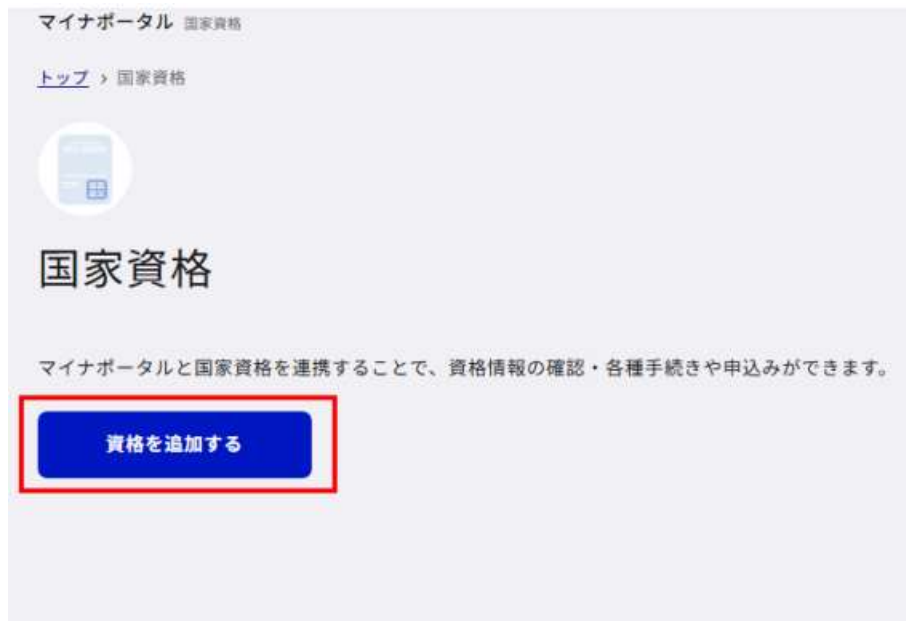 マイナポータル 国家資格
トップ › 国家資格
国家資格
マイナポータルと国家資格を連携することで、資格情報の確認・各種手続きや申込みができます。
資格を追加する